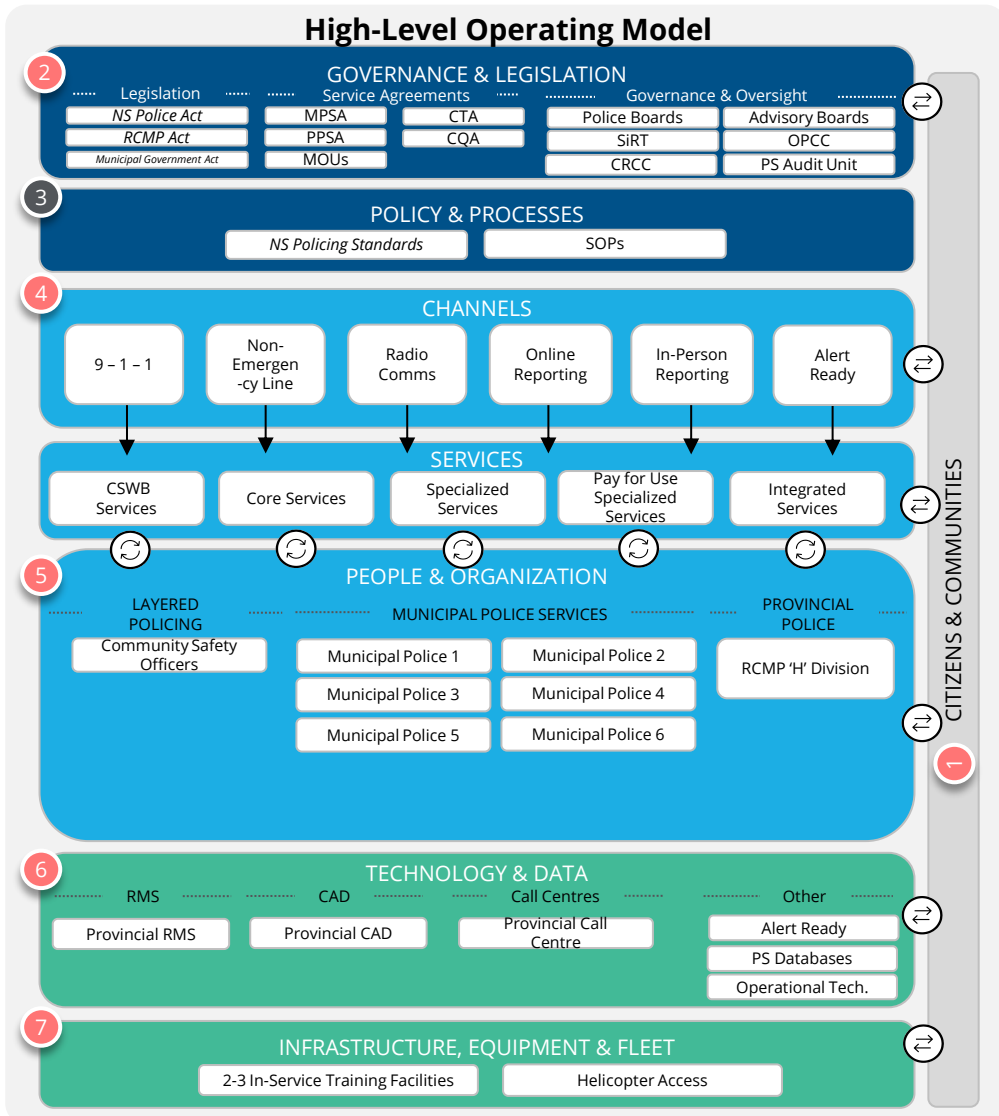 High-Level Operating Model
2
GOVERNANCE & LEGISLATION
Legislation
Service Agreements
Governance & Oversight
NS Police Act
MPSA
CTA
Police Boards
Advisory Boards
RCMP Act
PPSA
CQA
SiRT
OPCC
Municipal Government Act
MOUs
CRCC
PS Audit Unit
3
POLICY & PROCESSES
NS Policing Standards
SOPs
4
CHANNELS
9 – 1 – 1
Non-
Emergen
-cy Line
Radio
Comms
Online
Reporting
In-Person
Reporting
Alert
Ready
SERVICES
CSWB
Services
Core Services
Specialized
Services
Pay for Use
Specialized
Services
Integrated
Services
5
PEOPLE & ORGANIZATION
LAYERED
POLICING
MUNICIPAL POLICE SERVICES
PROVINCIAL
POLICE
Community Safety
Officers
Municipal Police 1
Municipal Police 2
RCMP ‘H’ Division
Municipal Police 3
Municipal Police 4
Municipal Police 5
Municipal Police 6
CITIZENS & COMMUNITIES
1
6
TECHNOLOGY & DATA
RMS
CAD
Call Centres
Other
Provincial RMS
Provincial CAD
Provincial Call
Centre
Alert Ready
PS Databases
Operational Tech.
7
INFRASTRUCTURE, EQUIPMENT & FLEET
2-3 In-Service Training Facilities
Helicopter Access